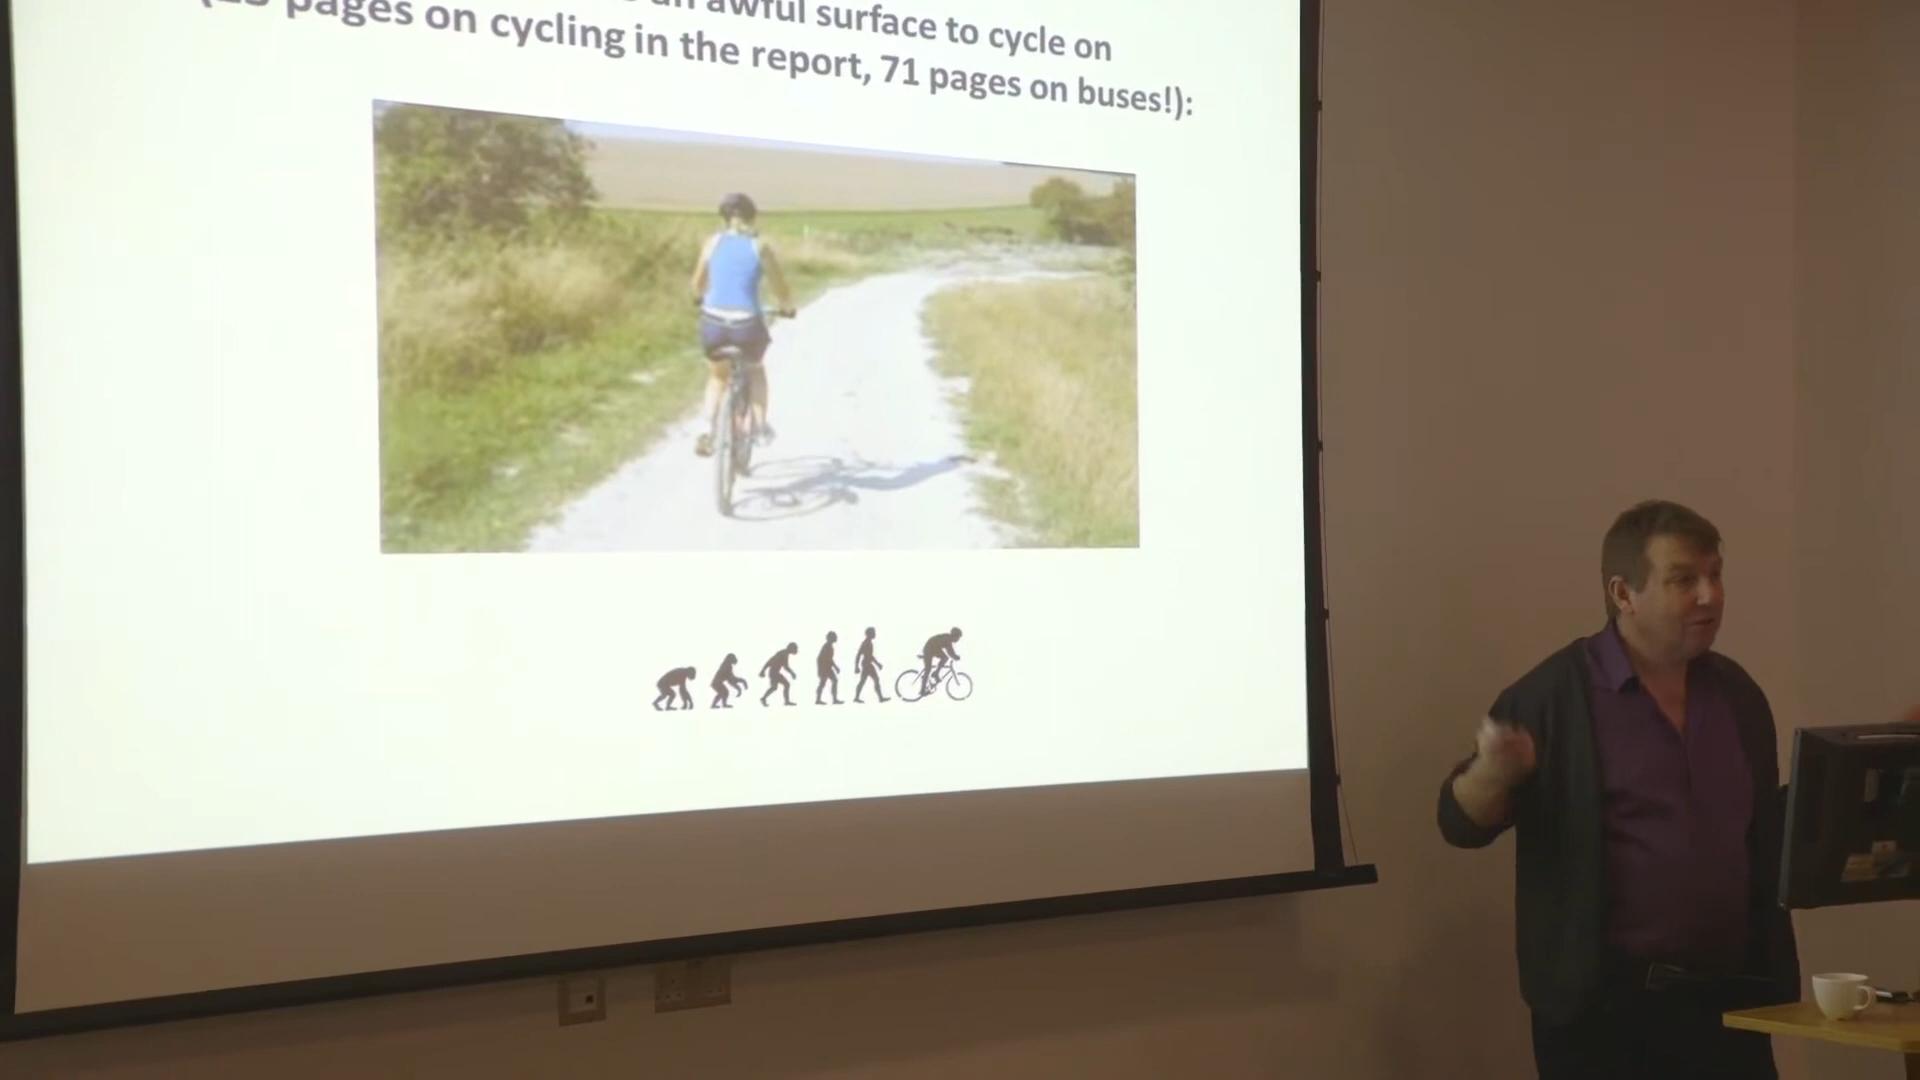 awful surface to cycle on
pages on cycling in the report, 71 pages on buses!):